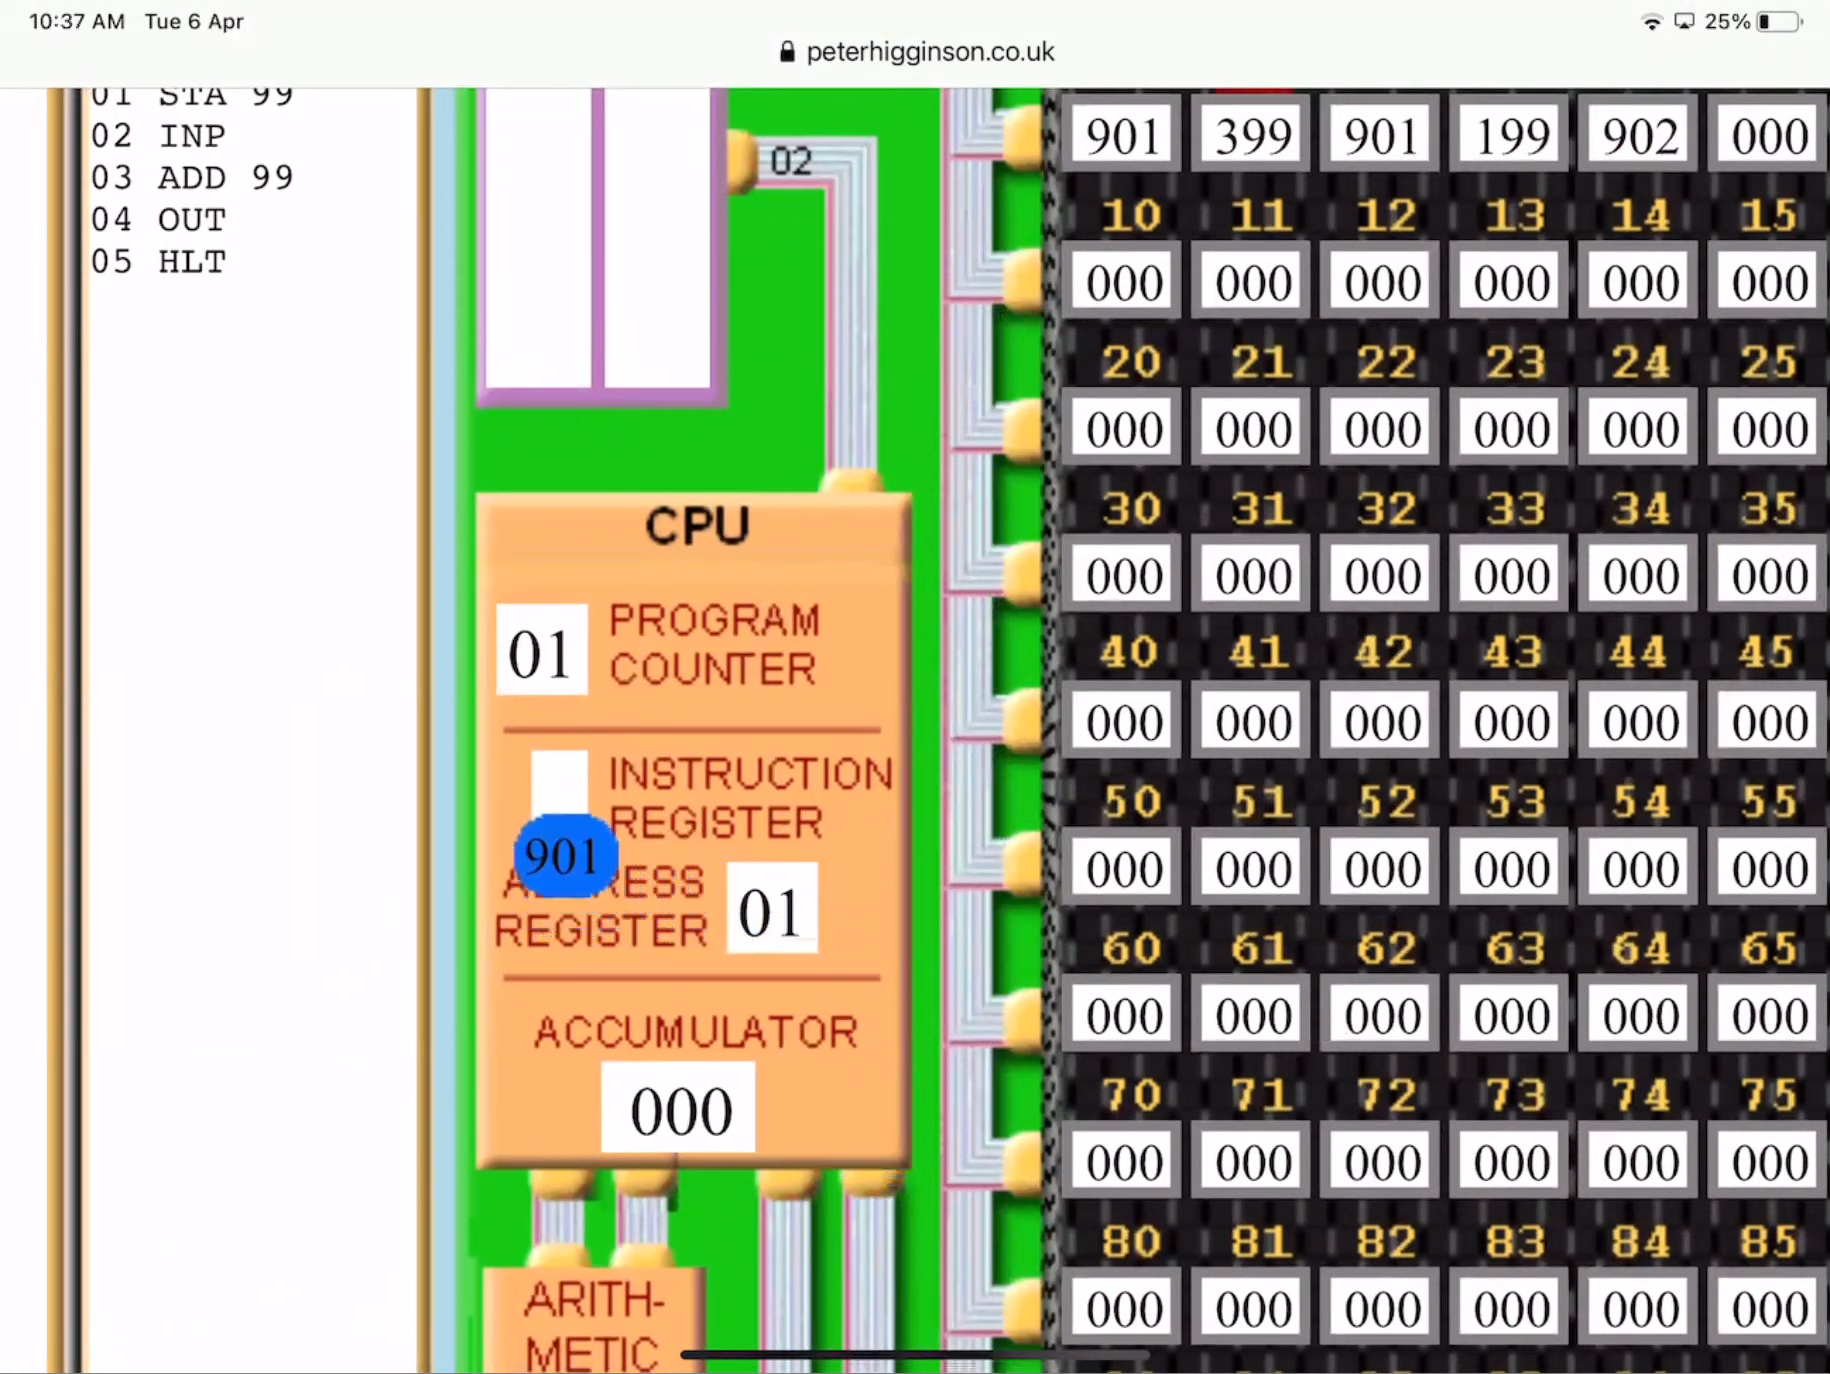 10:37 AM Tue 6 Apr
25%
peterhigginson.co.uk
01 STA 99
02 INP
03 ADD 99
04 OUT
05 HLT
02
CPU
01 PROGRAM
COUNTER
INSTRUCTION
REGISTER
901
REGISTER 01
ACCUMULATOR
000
ARITH-
METIC
901 399 901 199 902 000
10 11 12 13 14 15
000 000 000 000 000 000
20 21 22 23 24 25
000 000 000 000 000 000
30 31 32 33 34 35
000 000 000 000 000 000
40 41 42 43 44 45
000 000 000 000 000 000
50 51 52 53 54 55
000 000 000 000 000 000
60 61 62 63 64 65
000 000 000 000 000 000
70 71 72 73 74 75
000 000 000 000 000 000
80 81 82 83 84 85
000 000 000 000 000 000